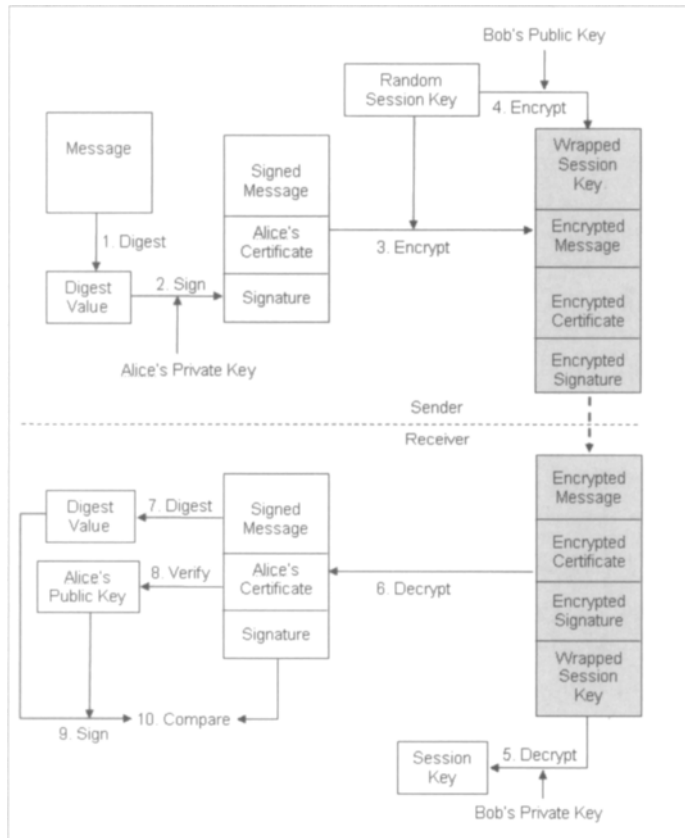 Bob's Public Key
Random
Session Key
4. Encrypt
Message
Signed
Message
Wrapped
Session
Key
1. Digest
Alice's
Certificate
3. Encrypt
Encrypted
Message
Digest
Value
2. Sign
Signature
Encrypted
Certificate
Alice's Private Key
Encrypted
Signature
Sender
Receiver
Digest
Value
7. Digest
Signed
Message
Encrypted
Message
Alice's
Public Key
8. Verify
Alice's
Certificate
6. Decrypt
Encrypted
Certificate
Signature
Encrypted
Signature
9. Sign
10. Compare
Wrapped
Session
Key
Session
Key
5. Decrypt
Bob's Private Key